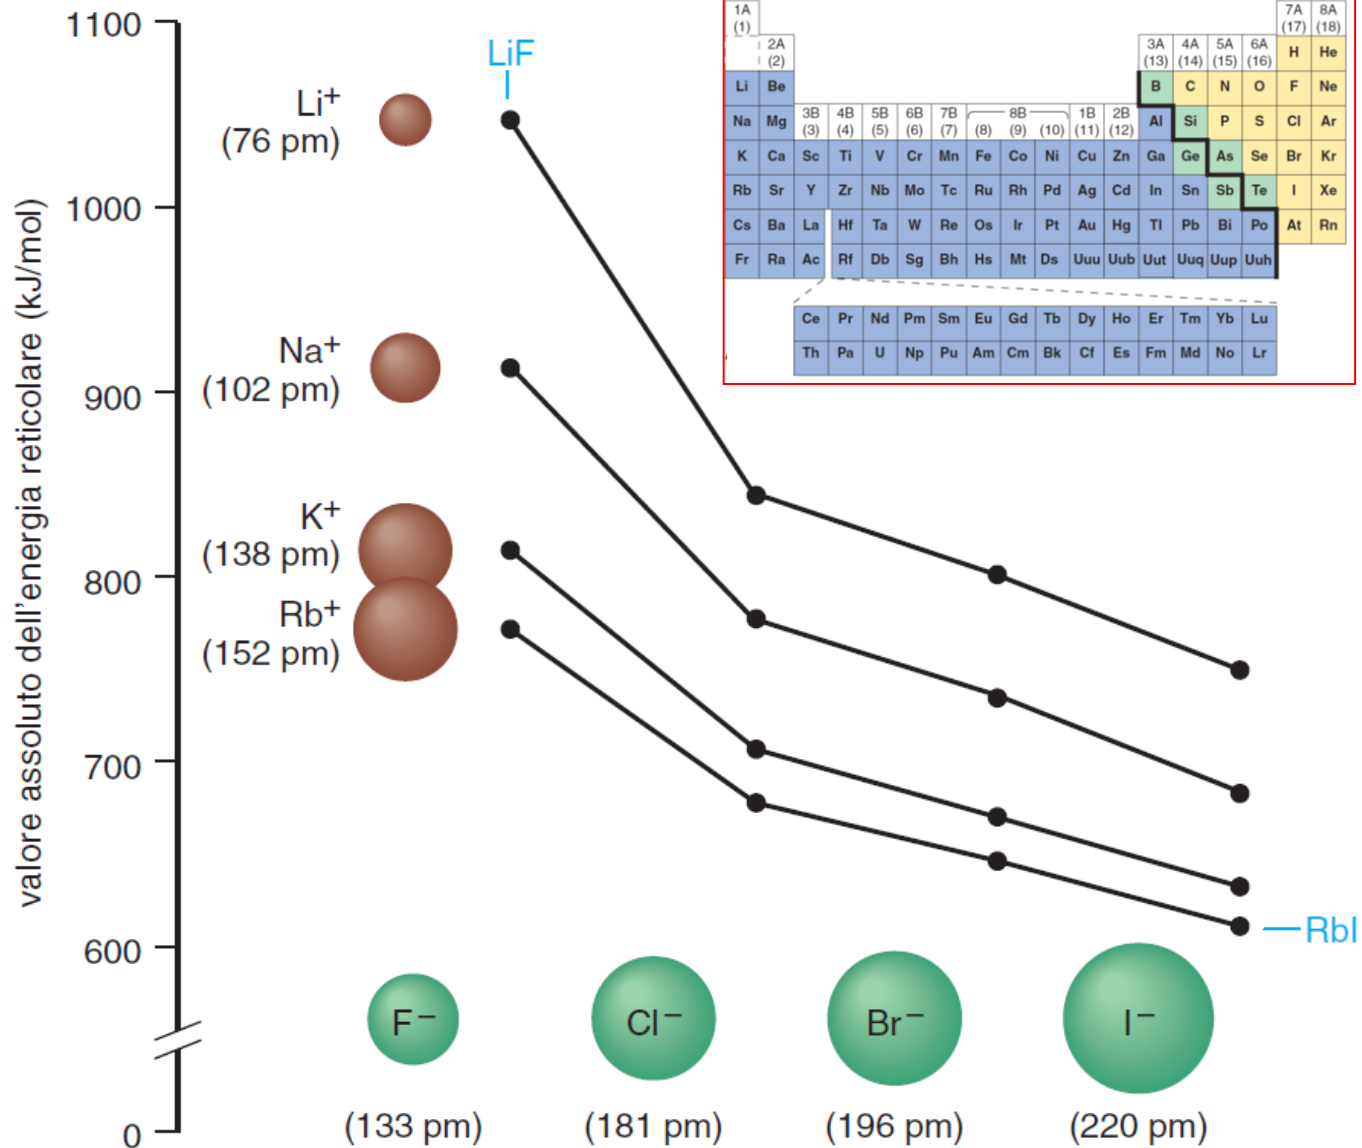 valore assoluto dell'energia reticolare (kJ/mol)
1100
1000
900
800
700
600
0
LiF
Li+
(76 pm)
Na+
(102 pm)
K+
(138 pm)
Rb+
(152 pm)
RbI
F−
Cl−
Br−
I−
(133 pm)
(181 pm)
(196 pm)
(220 pm)
1A 7A 8A
(1) (17) (18)
2A 3A 4A 5A 6A H He
(2) (13) (14) (15) (16)
Li Be B C N O F Ne
3B 4B 5B 6B 7B 8B 1B 2B
(3) (4) (5) (6) (7) (8) (9) (10) (11) (12)
Na Mg Al Si P S Cl Ar
K Ca Sc Ti V Cr Mn Fe Co Ni Cu Zn Ga Ge As Se Br Kr
Rb Sr Y Zr Nb Mo Tc Ru Rh Pd Ag Cd In Sn Sb Te I Xe
Cs Ba La Hf Ta W Re Os Ir Pt Au Hg Tl Pb Bi Po At Rn
Fr Ra Ac Rf Db Sg Bh Hs Mt Ds Uuu Uub Uut Uuq Uup Uuh
Ce Pr Nd Pm Sm Eu Gd Tb Dy Ho Er Tm Yb Lu
Th Pa U Np Pu Am Cm Bk Cf Es Fm Md No Lr